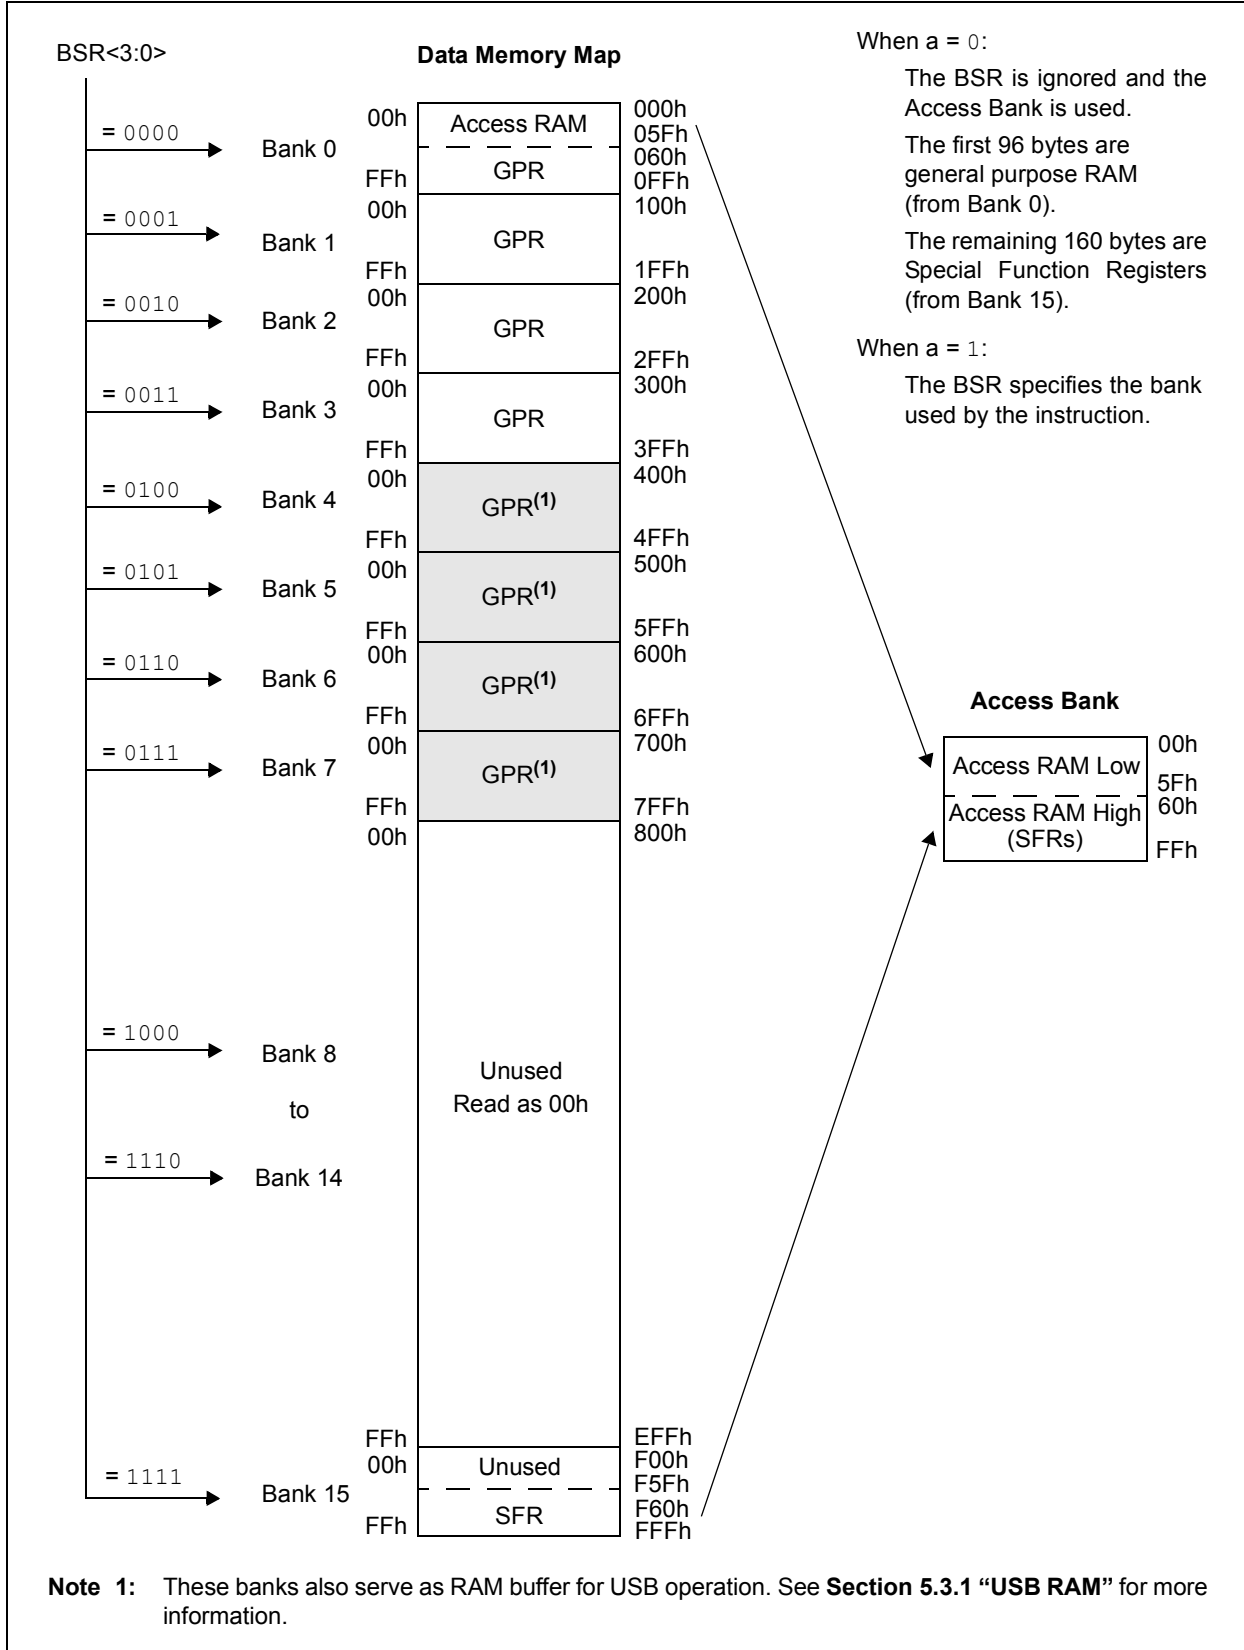 BSR<3:0>
Data Memory Map
When a = 0:
The BSR is ignored and the
Access Bank is used.
The first 96 bytes are
general purpose RAM
(from Bank 0).
The remaining 160 bytes are
Special Function Registers
(from Bank 15).
When a = 1:
The BSR specifies the bank
used by the instruction.
= 0000
Bank 0
00h
Access RAM
000h
05Fh
060h
GPR
FFh
0FFh
= 0001
Bank 1
00h
GPR
100h
FFh
1FFh
= 0010
Bank 2
00h
GPR
200h
FFh
2FFh
= 0011
Bank 3
00h
GPR
300h
FFh
3FFh
= 0100
Bank 4
00h
GPR(1)
400h
FFh
4FFh
= 0101
Bank 5
00h
GPR(1)
500h
FFh
5FFh
= 0110
Bank 6
00h
GPR(1)
600h
FFh
6FFh
= 0111
Bank 7
00h
GPR(1)
700h
FFh
7FFh
00h
800h
= 1000
Bank 8
to
= 1110
Bank 14
Unused
Read as 00h
FFh
EFFh
= 1111
Bank 15
00h
Unused
F00h
F5Fh
F60h
SFR
FFh
FFFh
Access Bank
Access RAM Low
00h
5Fh
Access RAM High
(SFRs)
60h
FFh
Note 1: These banks also serve as RAM buffer for USB operation. See Section 5.3.1 “USB RAM” for more
information.